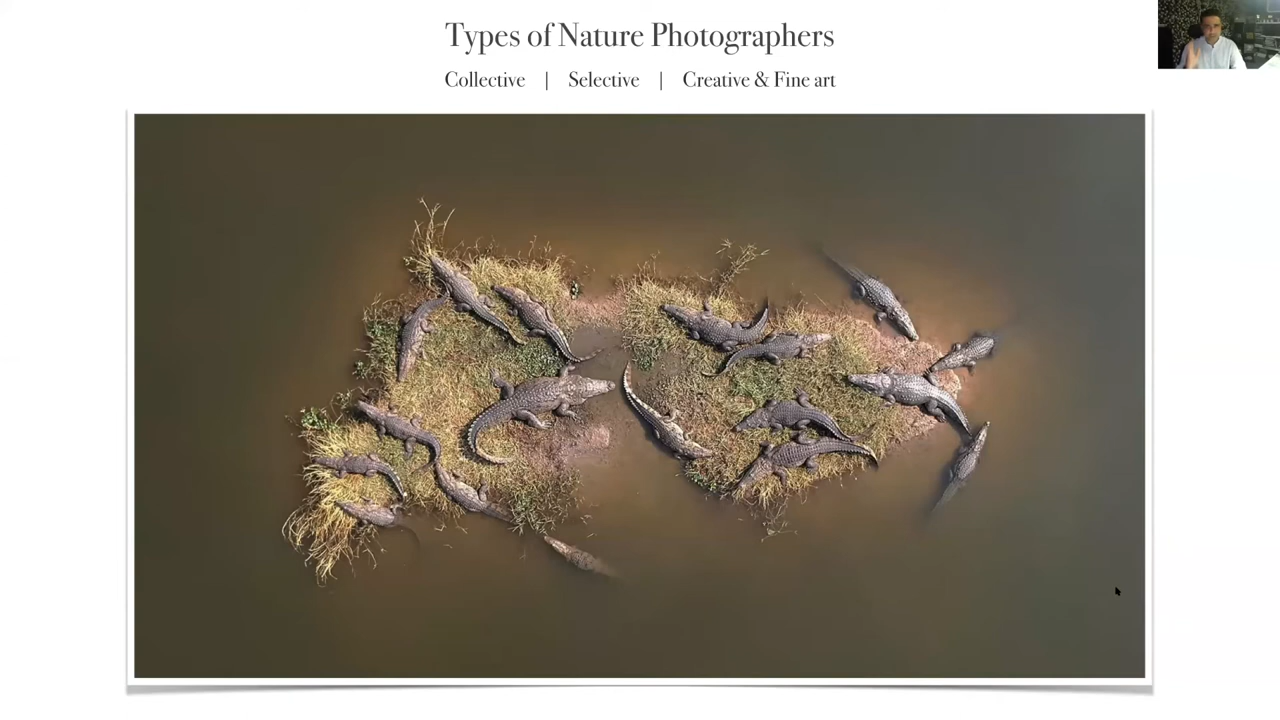 Types of Nature Photographers
Collective | Selective | Creative & Fine art